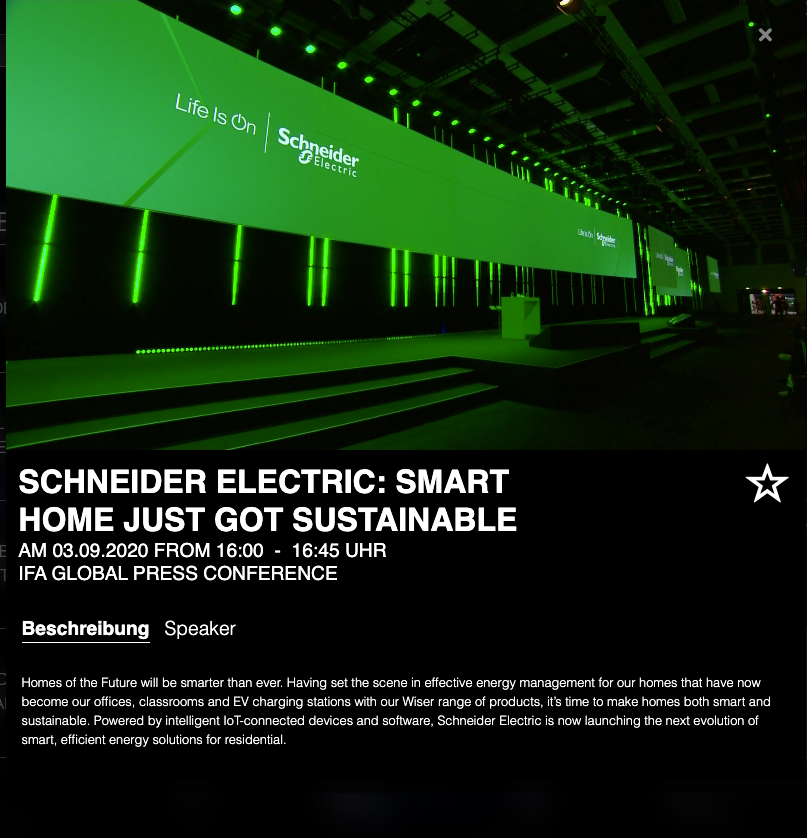 Life Is On | Schneider
Electric
Life Is On | Schneider
SCHNEIDER ELECTRIC: SMART
HOME JUST GOT SUSTAINABLE
AM 03.09.2020 FROM 16:00 - 16:45 UHR
IFA GLOBAL PRESS CONFERENCE
Beschreibung Speaker
Homes of the Future will be smarter than ever. Having set the scene in effective energy management for our homes that have now
become our offices, classrooms and EV charging stations with our Wiser range of products, it's time to make homes both smart and
sustainable. Powered by intelligent IoT-connected devices and software, Schneider Electric is now launching the next evolution of
smart, efficient energy solutions for residential.